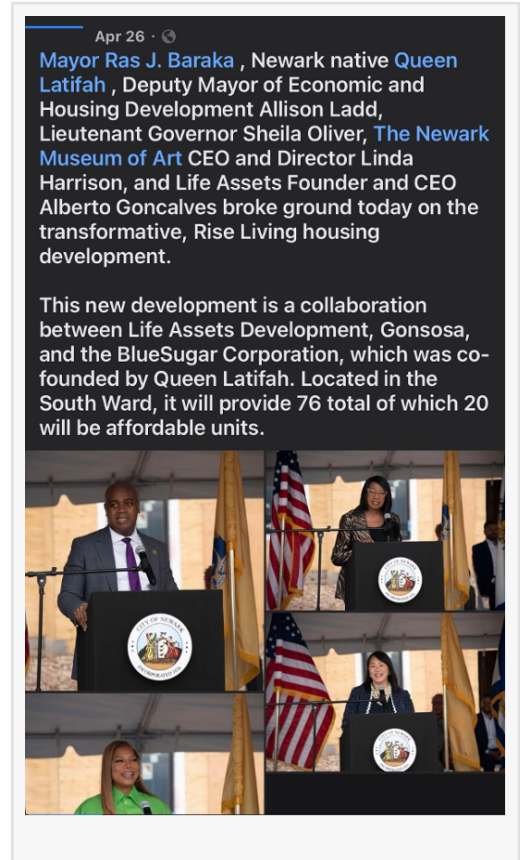 Apr 26 ·
Mayor Ras J. Baraka , Newark native Queen
Latifah , Deputy Mayor of Economic and
Housing Development Allison Ladd,
Lieutenant Governor Sheila Oliver, The Newark
Museum of Art CEO and Director Linda
Harrison, and Life Assets Founder and CEO
Alberto Goncalves broke ground today on the
transformative, Rise Living housing
development.
This new development is a collaboration
between Life Assets Development, Gonsosa,
and the BlueSugar Corporation, which was co-
founded by Queen Latifah. Located in the
South Ward, it will provide 76 total of which 20
will be affordable units.
CITY OF NEWARK
INCORPORATED